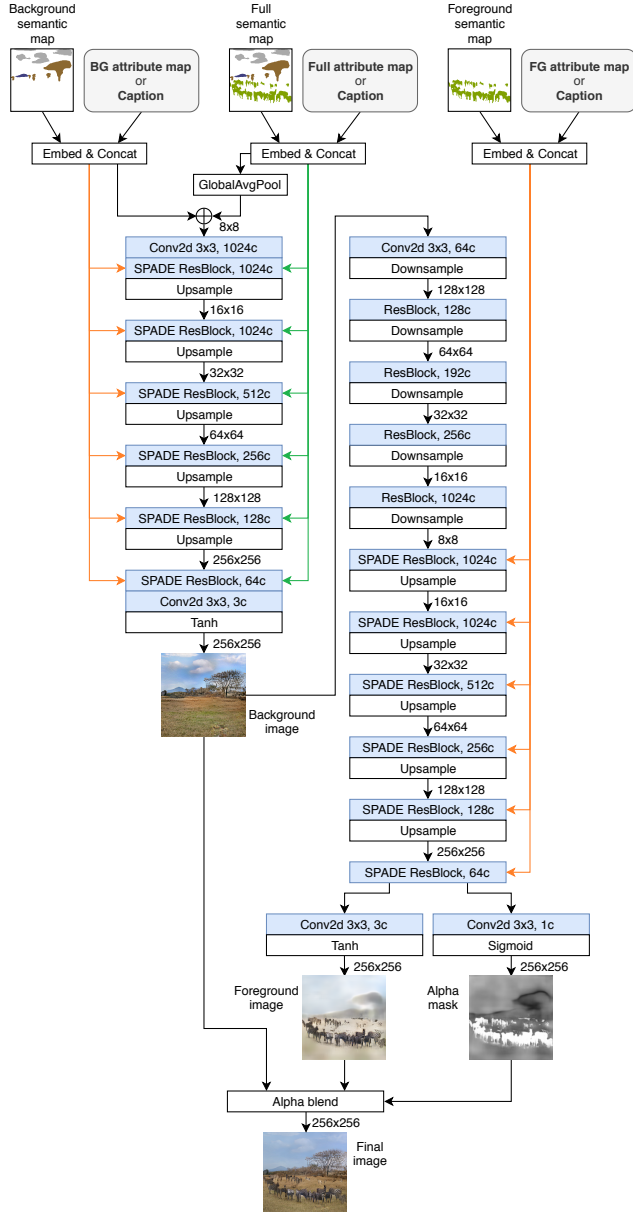 Background
semantic
map
Full
semantic
map
Foreground
semantic
map
BG attribute map
or
Caption
Full attribute map
or
Caption
FG attribute map
or
Caption
Embed & Concat
Embed & Concat
Embed & Concat
GlobalAvgPool
8x8
Conv2d 3x3, 1024c
SPADE ResBlock, 1024c
Upsample
16x16
SPADE ResBlock, 1024c
Upsample
32x32
SPADE ResBlock, 512c
Upsample
64x64
SPADE ResBlock, 256c
Upsample
128x128
SPADE ResBlock, 128c
Upsample
256x256
SPADE ResBlock, 64c
Conv2d 3x3, 3c
Tanh
256x256
Background
image
Conv2d 3x3, 64c
Downsample
128x128
ResBlock, 128c
Downsample
64x64
ResBlock, 192c
Downsample
32x32
ResBlock, 256c
Downsample
16x16
ResBlock, 1024c
Downsample
8x8
SPADE ResBlock, 1024c
Upsample
16x16
SPADE ResBlock, 1024c
Upsample
32x32
SPADE ResBlock, 512c
Upsample
64x64
SPADE ResBlock, 256c
Upsample
128x128
SPADE ResBlock, 128c
Upsample
256x256
SPADE ResBlock, 64c
Conv2d 3x3, 3c
Tanh
256x256
Foreground
image
Conv2d 3x3, 1c
Sigmoid
256x256
Alpha
mask
Alpha blend
256x256
Final
image